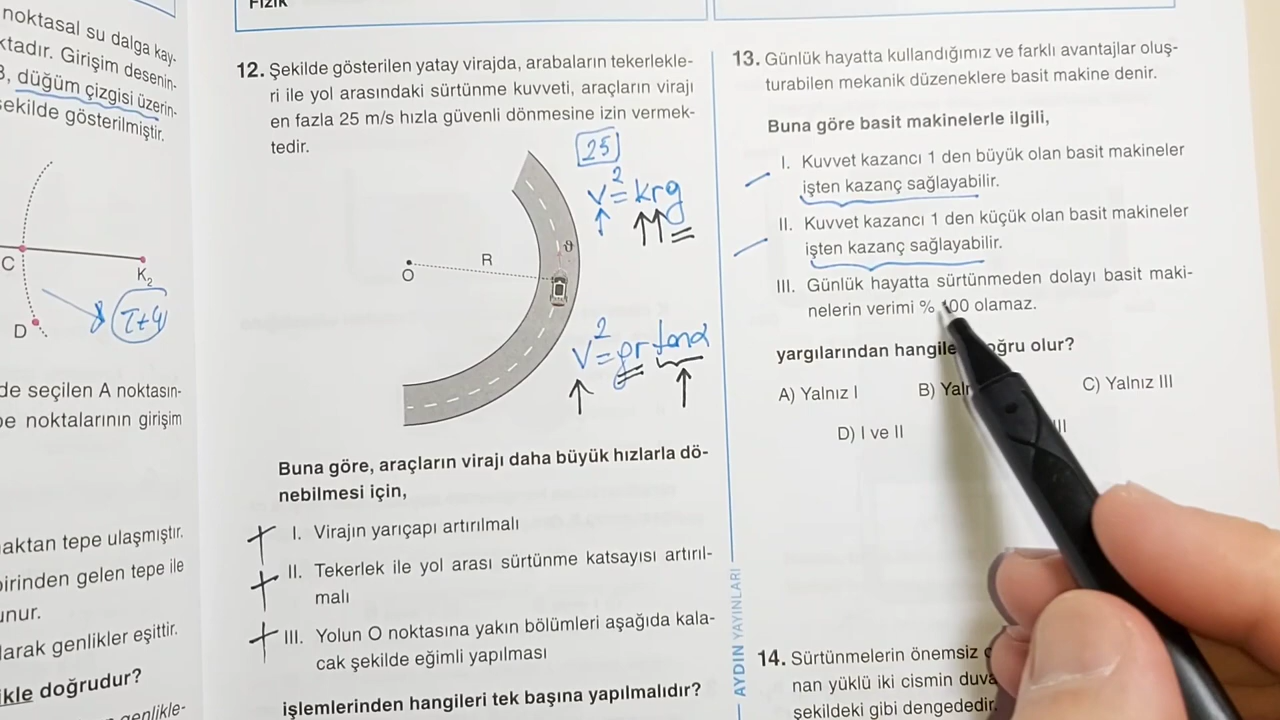 Fizik
noktasal su dalga kay-
ktadır. Girişim desenin-
B, düğüm çizgisi üzerin-
şekilde gösterilmiştir.
C
K2
D
T+4
de seçilen A noktasın-
be noktalarının girişim
aktan tepe ulaşmıştır.
birinden gelen tepe ile
unur.
larak genlikler eşittir.
ikle doğrudur?
genlikle-
12. Şekilde gösterilen yatay virajda, arabaların tekerlekle-
ri ile yol arasındaki sürtünme kuvveti, araçların virajı
en fazla 25 m/s hızla güvenli dönmesine izin vermek-
tedir.
25
v²=krg
O
R
ϑ
v²=gr tanα
Buna göre, araçların virajı daha büyük hızlarla dö-
nebilmesi için,
I. Virajın yarıçapı artırılmalı
II. Tekerlek ile yol arası sürtünme katsayısı artırıl-
malı
III. Yolun O noktasına yakın bölümleri aşağıda kala-
cak şekilde eğimli yapılması
işlemlerinden hangileri tek başına yapılmalıdır?
AYDIN YAYINLARI
13. Günlük hayatta kullandığımız ve farklı avantajlar oluş-
turabilen mekanik düzeneklere basit makine denir.
Buna göre basit makinelerle ilgili,
I. Kuvvet kazancı 1 den büyük olan basit makineler
işten kazanç sağlayabilir.
II. Kuvvet kazancı 1 den küçük olan basit makineler
işten kazanç sağlayabilir.
III. Günlük hayatta sürtünmeden dolayı basit maki-
nelerin verimi % 100 olamaz.
yargılarından hangile oğru olur?
A) Yalnız I B) Yaln C) Yalnız III
D) I ve II III
14. Sürtünmelerin önemsiz
nan yüklü iki cismin duva
şekildeki gibi dengededir.